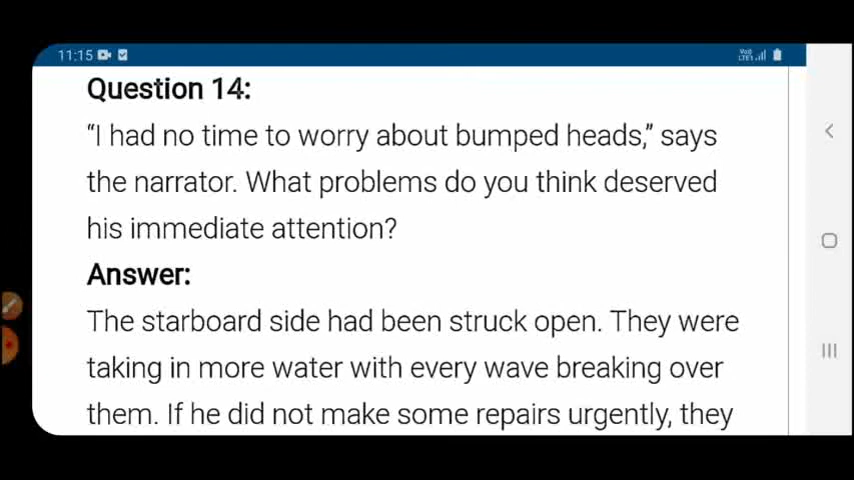 11:15
Question 14:
“I had no time to worry about bumped heads,” says
the narrator. What problems do you think deserved
his immediate attention?
Answer:
The starboard side had been struck open. They were
taking in more water with every wave breaking over
them. If he did not make some repairs urgently, they